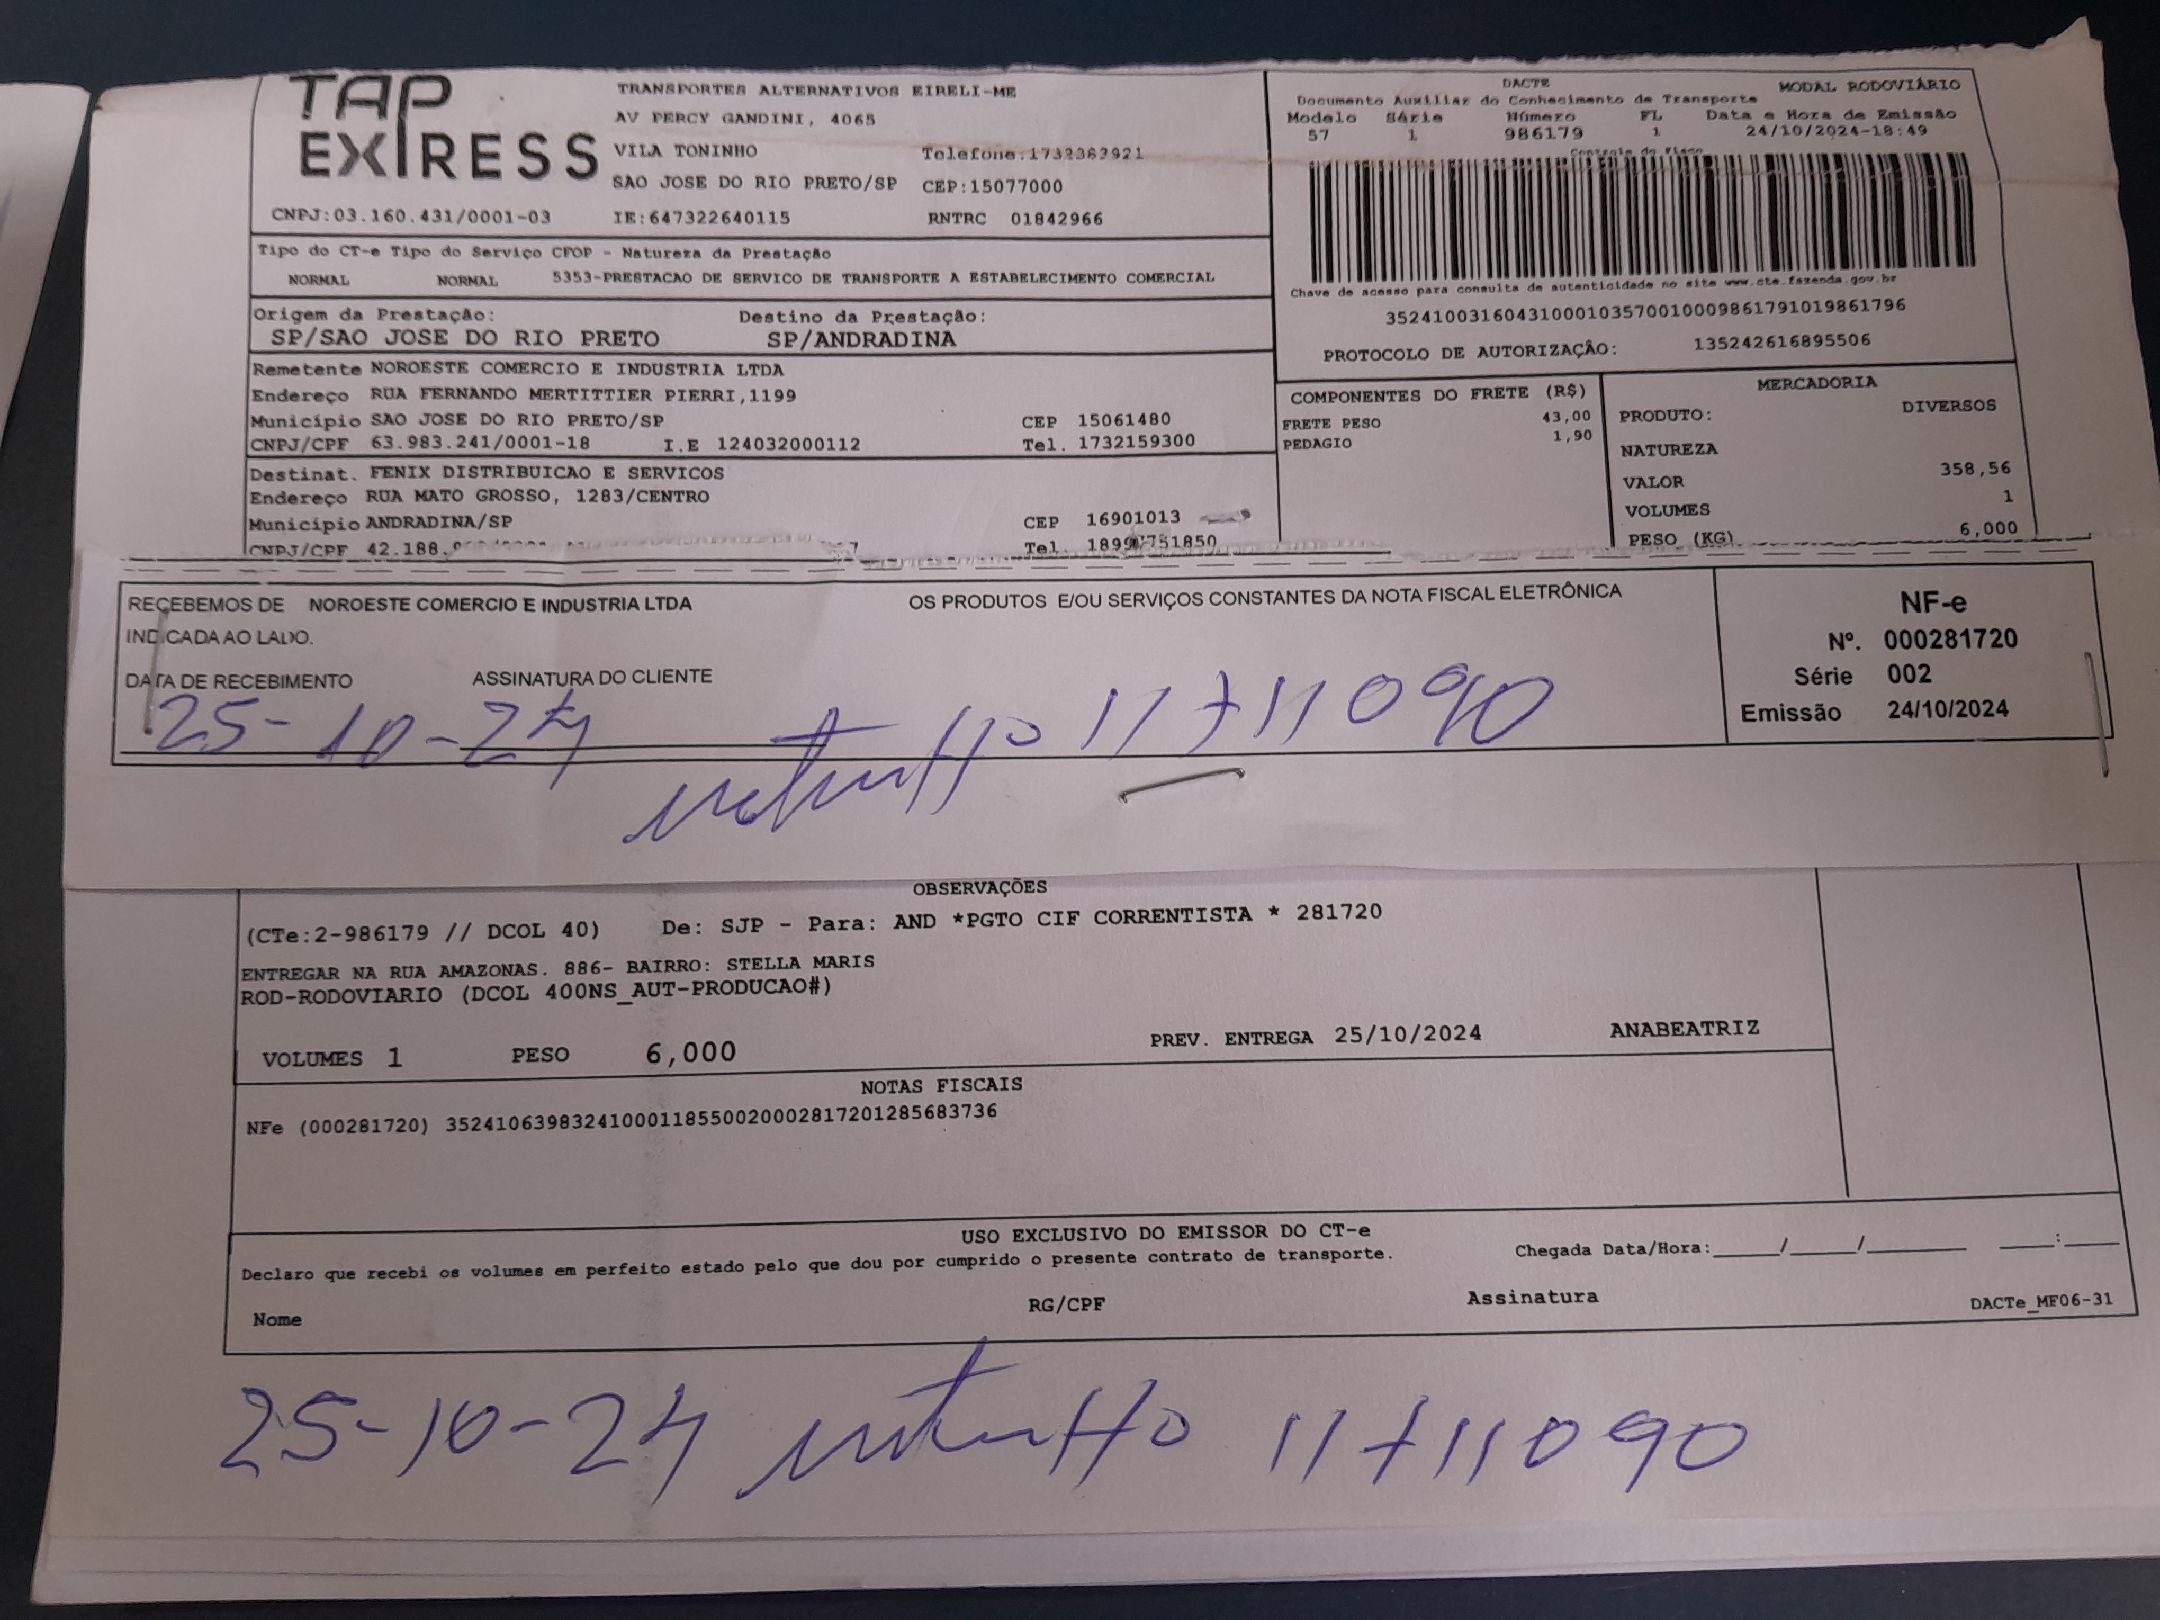 TAP
EXPRESS
TRANSPORTES ALTERNATIVOS EIRELI-ME
AV PERCY GANDINI, 4065
VILA TONINHO Telefone:1732363921
SAO JOSE DO RIO PRETO/SP CEP:15077000
CNPJ:03.160.431/0001-03 IE:647322640115 RNTRC 01842966
DACTE MODAL RODOVIÁRIO
Documento Auxiliar do Conhecimento de Transporte
Modelo Série Número FL Data e Hora de Emissão
57 1 986179 1 24/10/2024-18:49
Controle do Fisco
Chave de acesso para consulta de autenticidade no site www.cte.fazenda.gov.br
35241003160431000103570010009861791019861796
PROTOCOLO DE AUTORIZAÇÃO: 135242616895506
Tipo do CT-e Tipo do Serviço CFOP - Natureza da Prestação
NORMAL NORMAL 5353-PRESTACAO DE SERVICO DE TRANSPORTE A ESTABELECIMENTO COMERCIAL
Origem da Prestação: Destino da Prestação:
SP/SAO JOSE DO RIO PRETO SP/ANDRADINA
Remetente NOROESTE COMERCIO E INDUSTRIA LTDA
Endereço RUA FERNANDO MERTITTIER PIERRI,1199
Município SAO JOSE DO RIO PRETO/SP CEP 15061480
CNPJ/CPF 63.983.241/0001-18 I.E 124032000112 Tel. 1732159300
Destinat. FENIX DISTRIBUICAO E SERVICOS
Endereço RUA MATO GROSSO, 1283/CENTRO
Município ANDRADINA/SP CEP 16901013
CNPJ/CPF 42.188. Tel.
COMPONENTES DO FRETE (R$)
FRETE PESO 43,00
PEDAGIO 1,90
MERCADORIA
PRODUTO: DIVERSOS
NATUREZA
VALOR 358,56
VOLUMES 1
PESO (KG) 6,000
RECEBEMOS DE NOROESTE COMERCIO E INDUSTRIA LTDA OS PRODUTOS E/OU SERVIÇOS CONSTANTES DA NOTA FISCAL ELETRÔNICA
INDICADA AO LADO.
DATA DE RECEBIMENTO ASSINATURA DO CLIENTE
25-10-24 11711090
NF-e
Nº. 000281720
Série 002
Emissão 24/10/2024
OBSERVAÇÕES
(CTe:2-986179 // DCOL 40) De: SJP - Para: AND *PGTO CIF CORRENTISTA * 281720
ENTREGAR NA RUA AMAZONAS. 886- BAIRRO: STELLA MARIS
ROD-RODOVIARIO (DCOL 400NS_AUT-PRODUCAO#)
VOLUMES 1 PESO 6,000 PREV. ENTREGA 25/10/2024 ANABEATRIZ
NOTAS FISCAIS
NFe (000281720) 35241063983241000118550020002817201285683736
USO EXCLUSIVO DO EMISSOR DO CT-e
Declaro que recebi os volumes em perfeito estado pelo que dou por cumprido o presente contrato de transporte. Chegada Data/Hora:_____/_____/_______ ____:____
Nome RG/CPF Assinatura DACTe_MF06-31
25-10-24 11711090